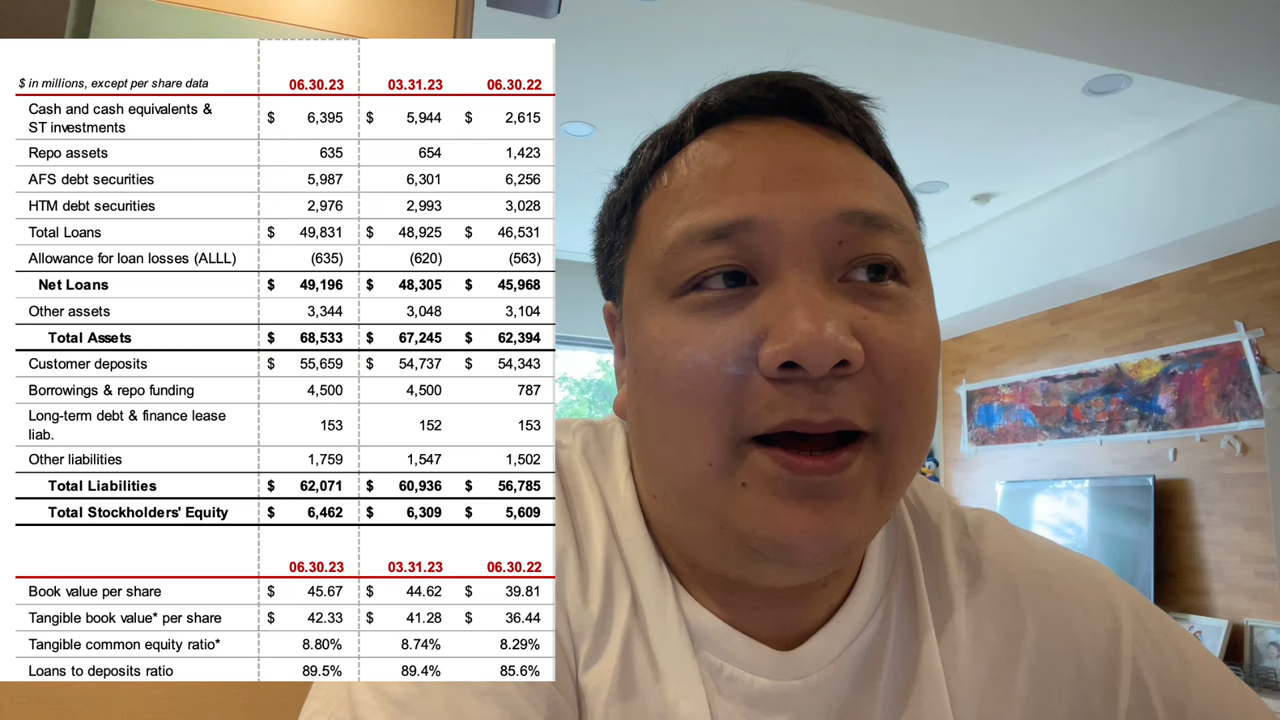 $ in millions, except per share data 06.30.23 03.31.23 06.30.22
Cash and cash equivalents &
ST investments $ 6,395 $ 5,944 $ 2,615
Repo assets 635 654 1,423
AFS debt securities 5,987 6,301 6,256
HTM debt securities 2,976 2,993 3,028
Total Loans $ 49,831 $ 48,925 $ 46,531
Allowance for loan losses (ALLL) (635) (620) (563)
Net Loans $ 49,196 $ 48,305 $ 45,968
Other assets 3,344 3,048 3,104
Total Assets $ 68,533 $ 67,245 $ 62,394
Customer deposits $ 55,659 $ 54,737 $ 54,343
Borrowings & repo funding 4,500 4,500 787
Long-term debt & finance lease
liab. 153 152 153
Other liabilities 1,759 1,547 1,502
Total Liabilities $ 62,071 $ 60,936 $ 56,785
Total Stockholders' Equity $ 6,462 $ 6,309 $ 5,609
06.30.23 03.31.23 06.30.22
Book value per share $ 45.67 $ 44.62 $ 39.81
Tangible book value* per share $ 42.33 $ 41.28 $ 36.44
Tangible common equity ratio* 8.80% 8.74% 8.29%
Loans to deposits ratio 89.5% 89.4% 85.6%